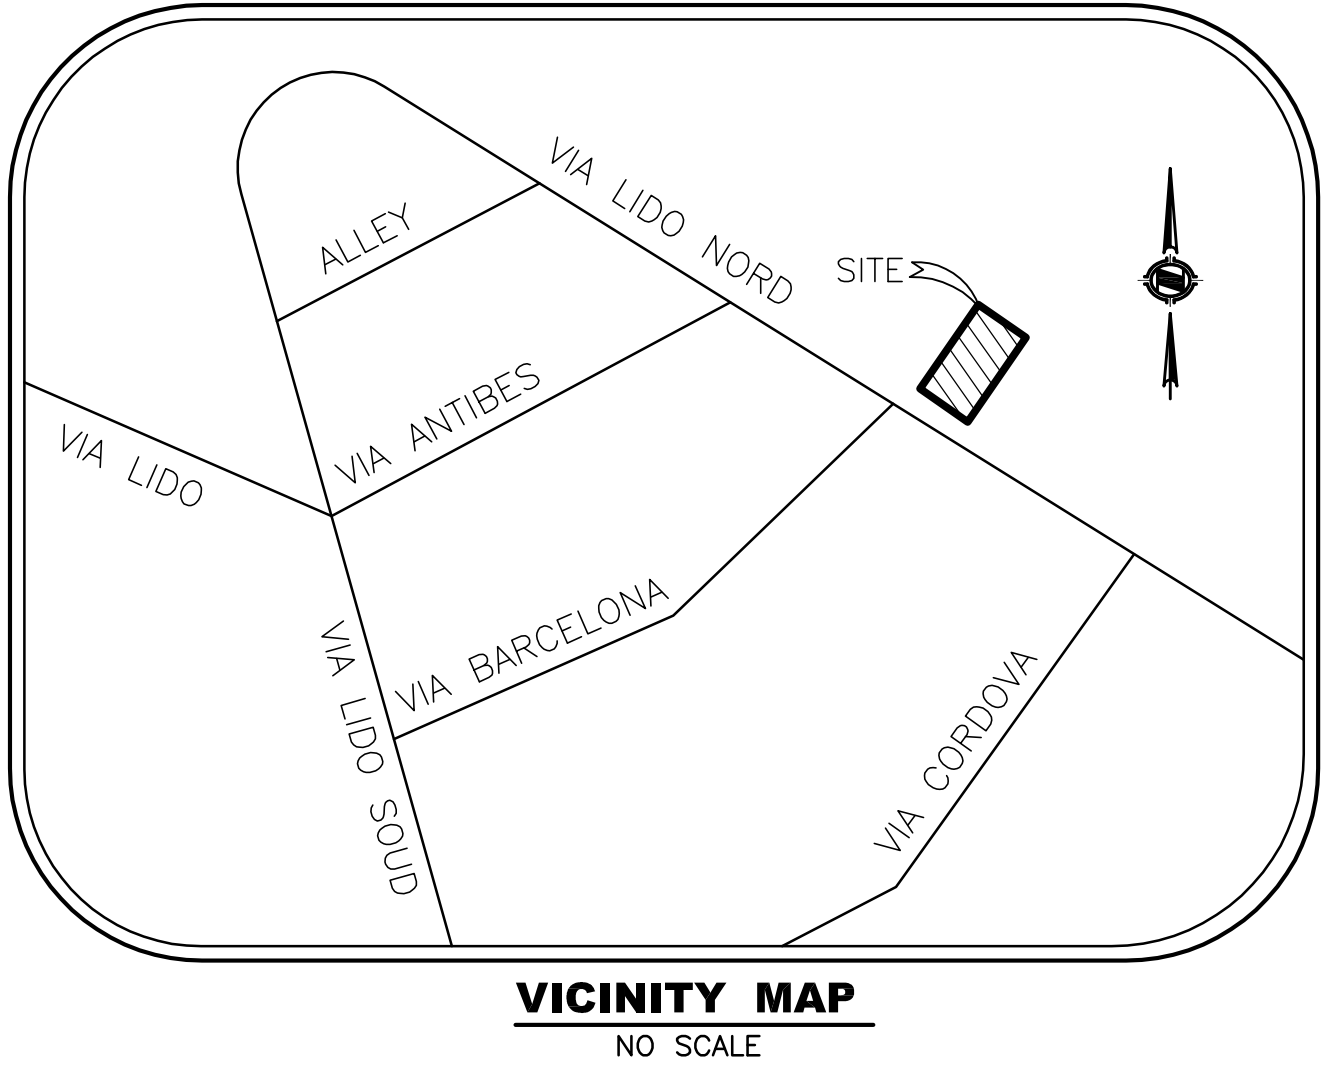 VIA LIDO NORD
ALLEY
SITE
N
VIA ANTIBES
VIA LIDO
VIA BARCELONA
VIA LIDO SOUD
VIA CORDOVA
VICINITY MAP
NO SCALE